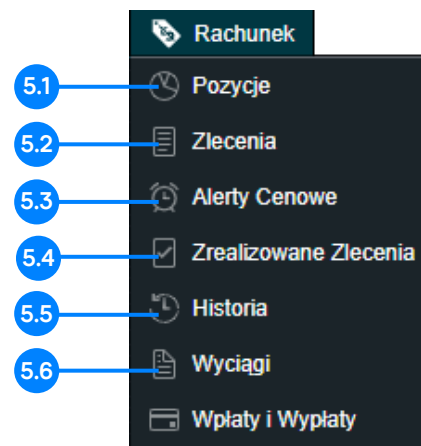 Rachunek
5.1 Pozycje
5.2 Zlecenia
5.3 Alerty Cenowe
5.4 Zrealizowane Zlecenia
5.5 Historia
5.6 Wyciągi
Wpłaty i Wypłaty